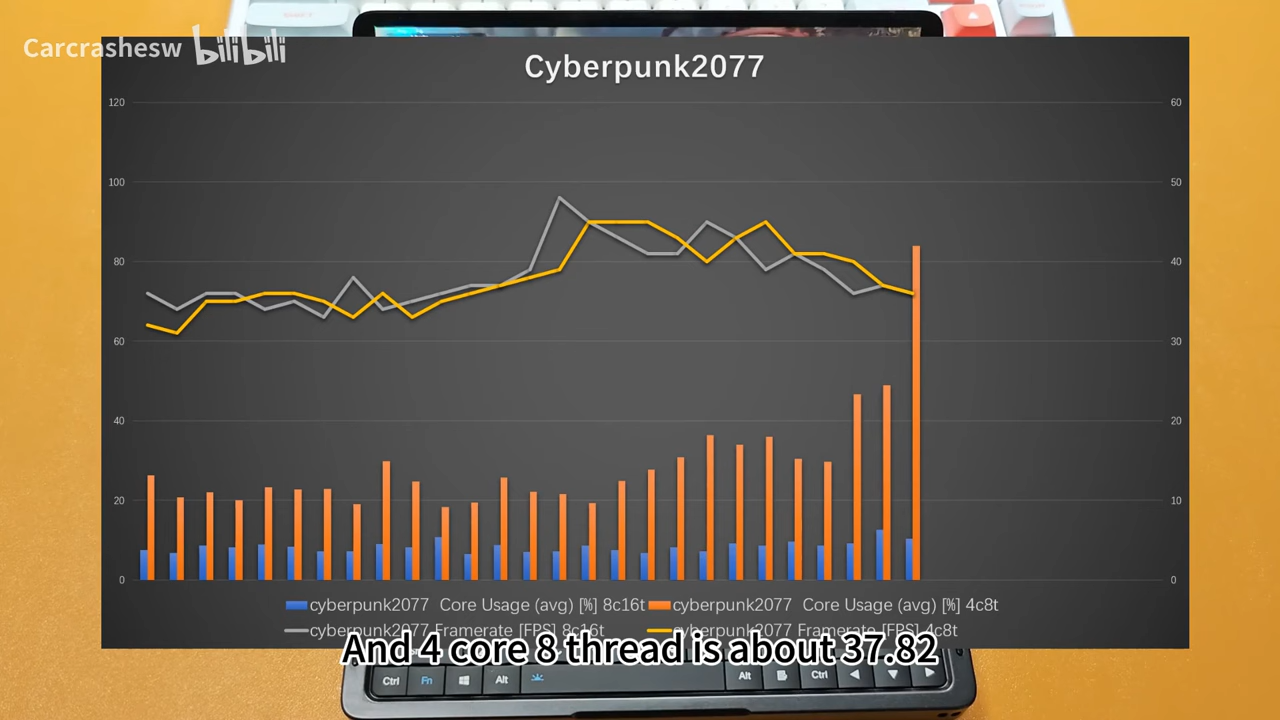 Carcrashesw bilibili
Cyberpunk2077
120
100
80
60
40
20
0
60
50
40
30
20
10
0
cyberpunk2077 Core Usage (avg) [%] 8c16t
cyberpunk2077 Core Usage (avg) [%] 4c8t
cyberpunk2077 Framerate [FPS] 8c16t
cyberpunk2077 Framerate [FPS] 4c8t
And 4 core 8 thread is about 37.82
Ctrl Fn Alt Alt Ctrl